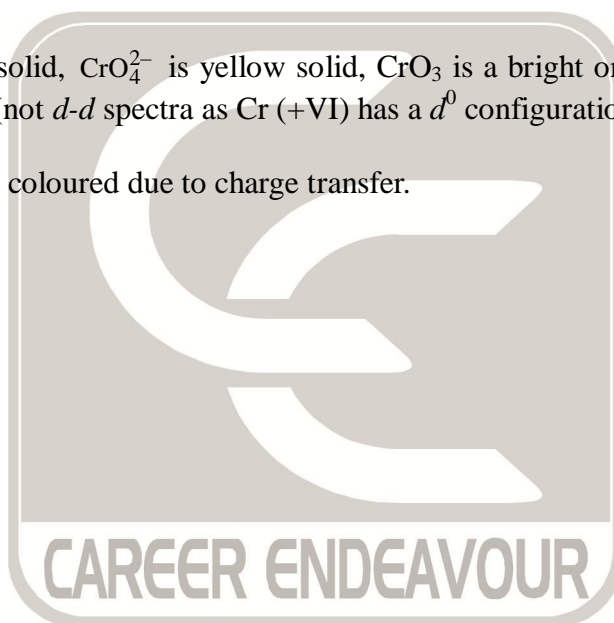 solid, CrO₄²⁻ is yellow solid, CrO₃ is a bright or
(not d-d spectra as Cr (+VI) has a d⁰ configuratio
coloured due to charge transfer.
CAREER ENDEAVOUR